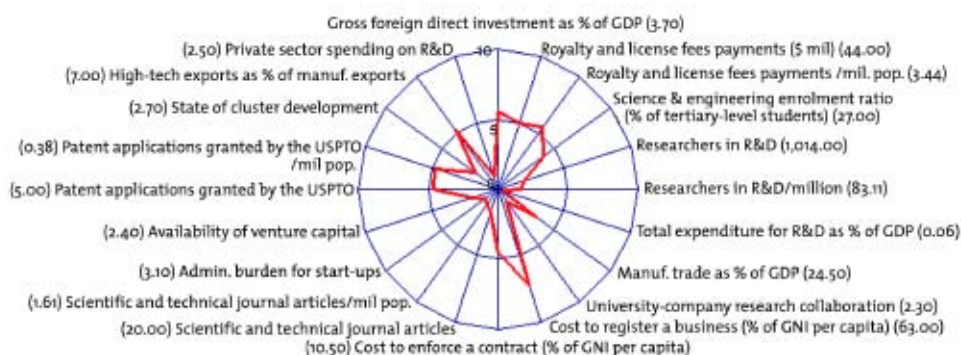 Gross foreign direct investment as % of GDP (3.70)
(2.50) Private sector spending on R&D
10
Royalty and license fees payments ($ mil) (44.00)
(7.00) High-tech exports as % of manuf. exports
Royalty and license fees payments /mil. pop. (3.44)
(2.70) State of cluster development
Science & engineering enrolment ratio
(% of tertiary-level students) (27.00)
(0.38) Patent applications granted by the USPTO
/mil pop.
5
Researchers in R&D (1,014.00)
(5.00) Patent applications granted by the USPTO
Researchers in R&D/million (83.11)
(2.40) Availability of venture capital
Total expenditure for R&D as % of GDP (0.06)
(3.10) Admin. burden for start-ups
Manuf. trade as % of GDP (24.50)
(1.61) Scientific and technical journal articles/mil pop.
University-company research collaboration (2.30)
(20.00) Scientific and technical journal articles
Cost to register a business (% of GNI per capita) (63.00)
(10.50) Cost to enforce a contract (% of GNI per capita)